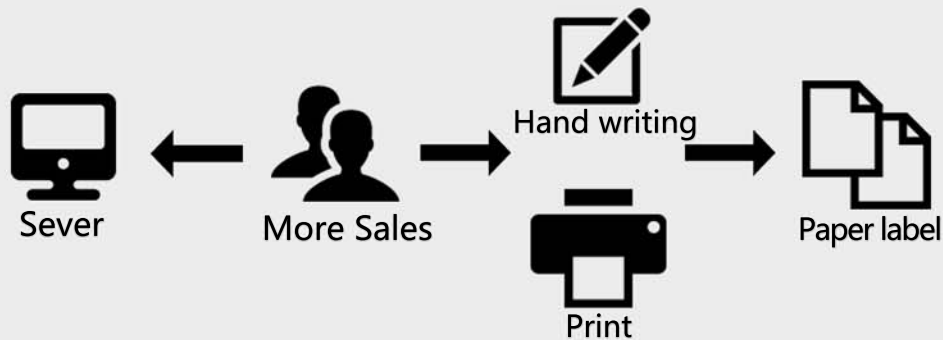 Hand writing
Sever
More Sales
Paper label
Print